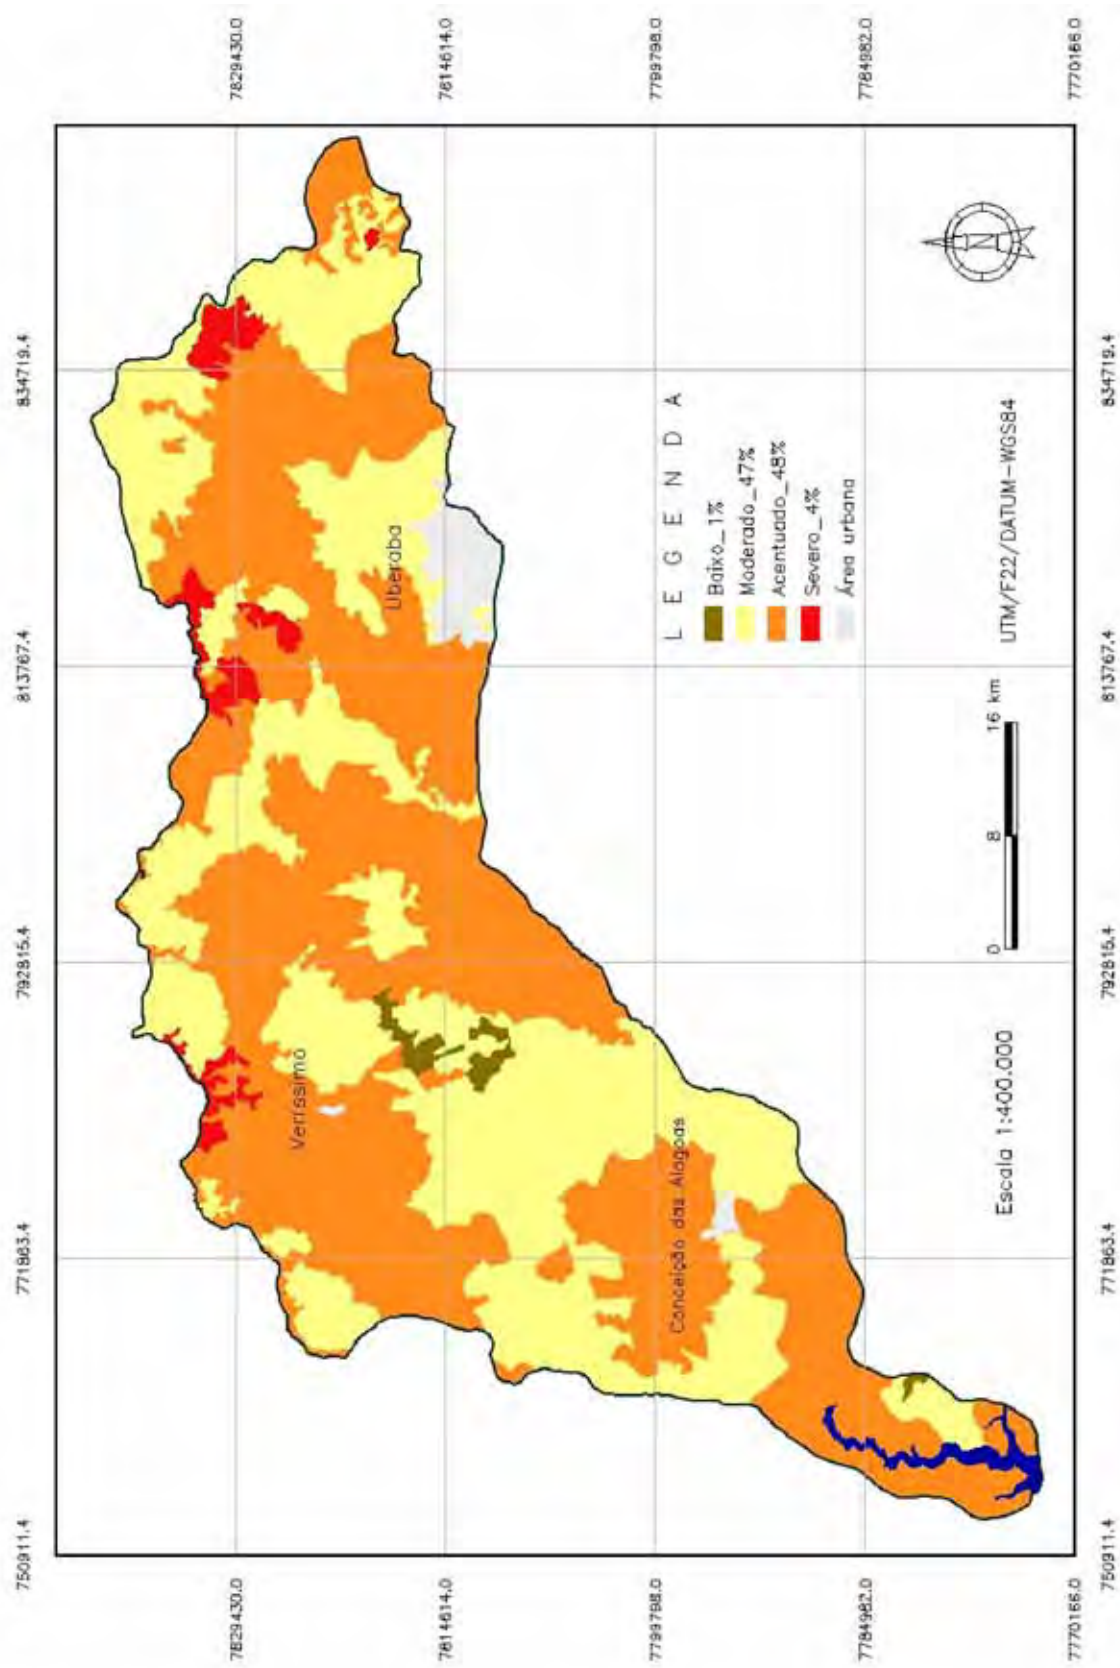 750911.4 771863.4 792815.4 813767.4 834719.4
7829430.0 7829430.0
Veríssimo
Uberaba
7614614.0 7614614.0
7799798.0 7799798.0
Conceição das Alagoas
L E G E N D A
Baixo_1%
Moderado_47%
Acentuado_48%
Severo_4%
Área urbana
7784982.0 7784982.0
N
0 8 16 km
Escala 1:400.000
UTM/F22/DATUM-WGS84
7770166.0 7770166.0
750911.4 771863.4 792815.4 813767.4 834719.4